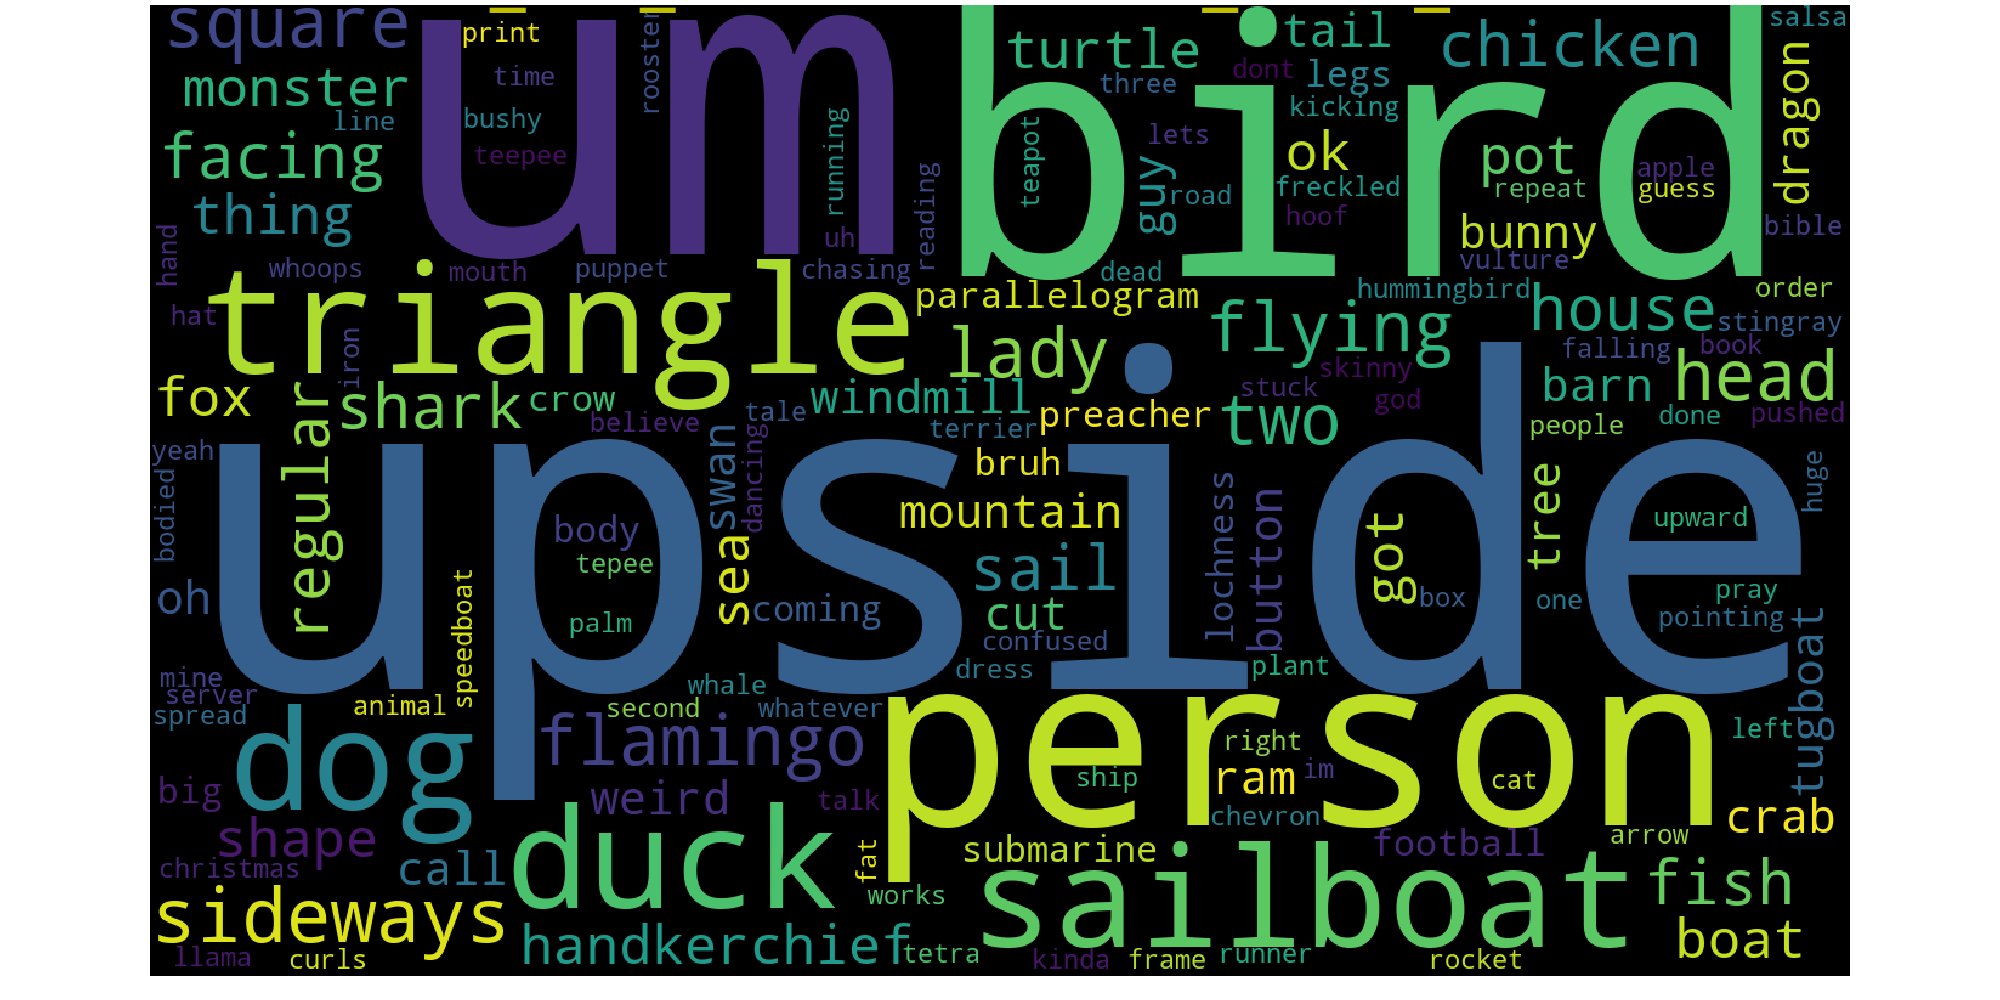 square
um
bird
print
rooster
time
monster
line
bushy
teepee
running
facing
thing
hand
whoops
mouth
puppet
uh
chasing
reading
hat
triangle
iron
turtle
tail
chicken
salsa
three
dont
legs
dragon
kicking
teapot
lets
ok
pot
guy
road
freckled
repeat
apple
guess
hoof
bunny
bible
vulture
dead
parallelogram
hummingbird
order
flying
house
stingray
lady
falling
book
skinny
head
fox
regular
shark
crow
believe
tale
windmill
terrier
preacher
stuck
god
two
barn
people
done
pushed
yeah
bodied
swan
dancing
bruh
upside
mountain
lochness
button
got
tree
huge
upward
body
tepee
sea
sail
oh
palm
coming
cut
confused
box
one
pray
pointing
tugboat
speedboat
mine
server
spread
animal
whale
dress
plant
second
whatever
dog
flamingo
person
right
left
ship
ram
im
cat
big
weird
talk
chevron
crab
shape
duck
fat
submarine
football
arrow
christmas
call
works
sailboat
fish
sideways
handkerchief
boat
llama
curls
tetra
kinda
frame
runner
rocket